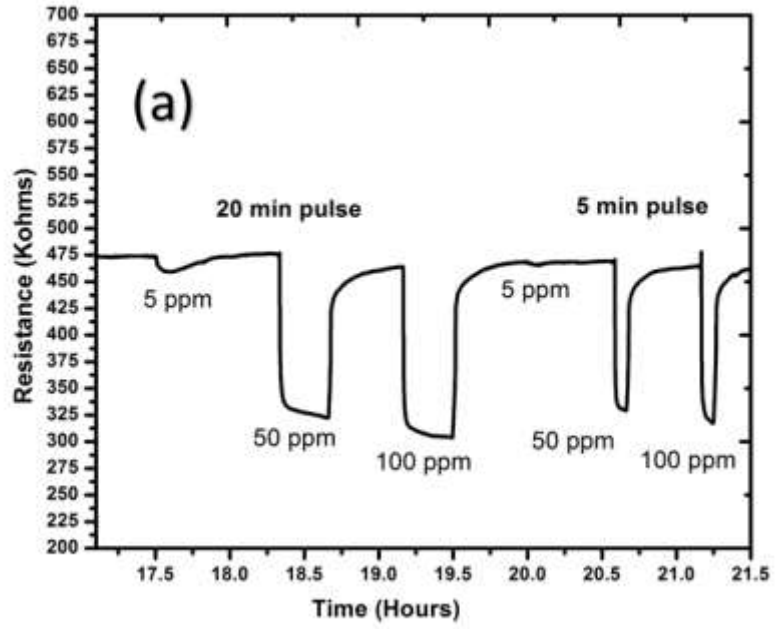 (a)
20 min pulse
5 min pulse
5 ppm
50 ppm
100 ppm
5 ppm
50 ppm
100 ppm
Resistance (Kohms)
700
675
650
625
600
575
550
525
500
475
450
425
400
375
350
325
300
275
250
225
200
17.5 18.0 18.5 19.0 19.5 20.0 20.5 21.0 21.5
Time (Hours)